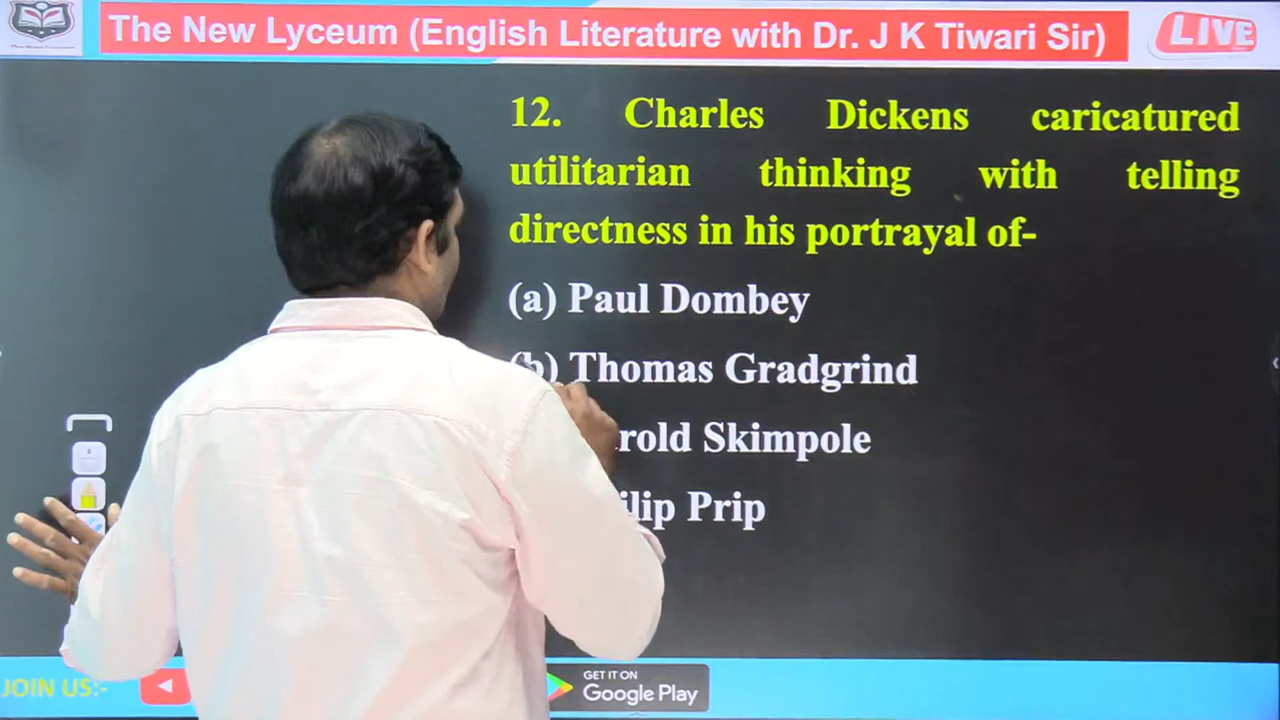 The New Lyceum (English Literature with Dr. J K Tiwari Sir)
LIVE
12. Charles Dickens caricatured
utilitarian thinking with telling
directness in his portrayal of-
(a) Paul Dombey
(b) Thomas Gradgrind
rold Skimpole
ilip Prip
JOIN US:-
GET IT ON
Google Play